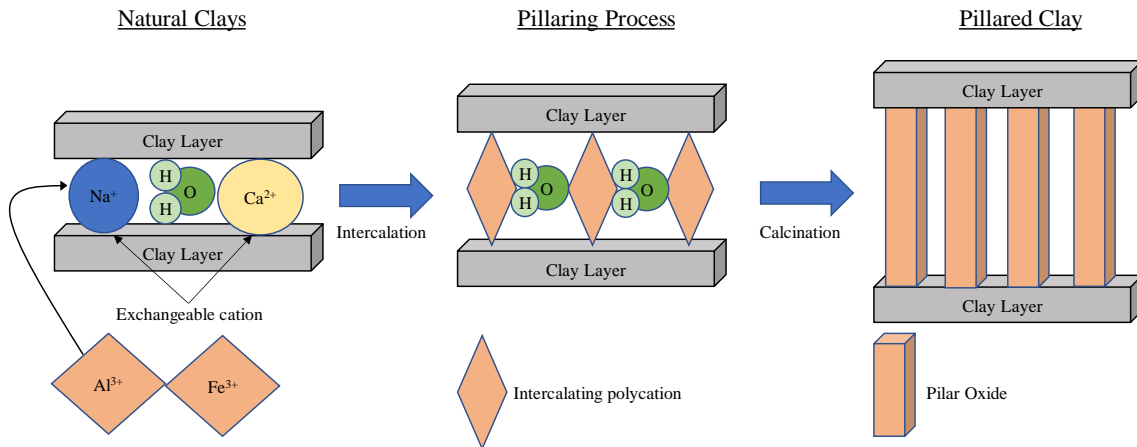 Natural Clays
Pillaring Process
Pillared Clay
Clay Layer
Na⁺
H
H
O
Ca²⁺
Clay Layer
Exchangeable cation
Al³⁺
Fe³⁺
Intercalation
Clay Layer
H
H
O
H
H
O
Clay Layer
Intercalating polycation
Calcination
Clay Layer
Clay Layer
Pilar Oxide